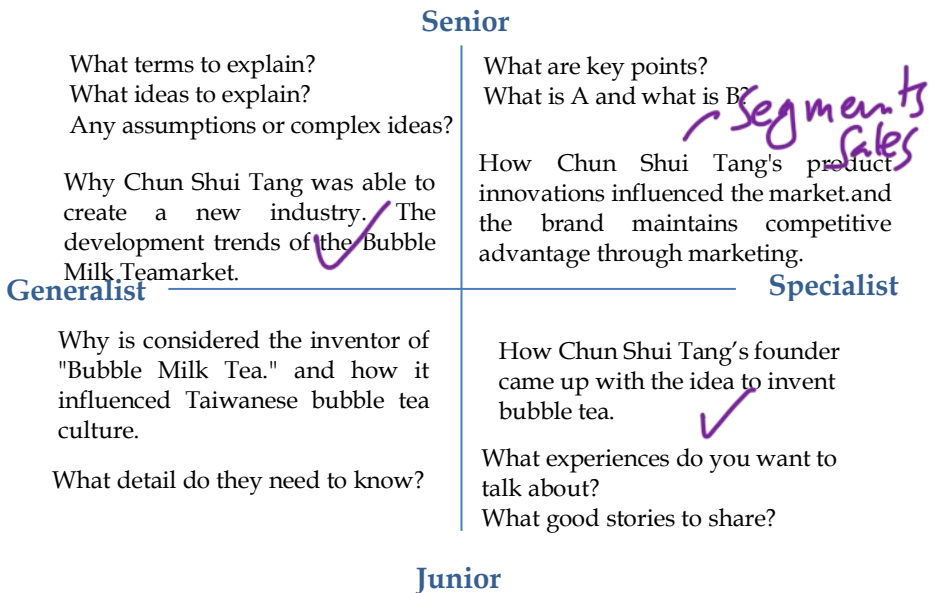 Senior
What terms to explain?
What ideas to explain?
Any assumptions or complex ideas?
Why Chun Shui Tang was able to
create a new industry. The
development trends of the Bubble
Milk Teamarket.
What are key points?
What is A and what is B?
Segments
Sales
How Chun Shui Tang's product
innovations influenced the market.and
the brand maintains competitive
advantage through marketing.
Generalist
Specialist
Why is considered the inventor of
"Bubble Milk Tea." and how it
influenced Taiwanese bubble tea
culture.
What detail do they need to know?
How Chun Shui Tang’s founder
came up with the idea to invent
bubble tea.
What experiences do you want to
talk about?
What good stories to share?
Junior